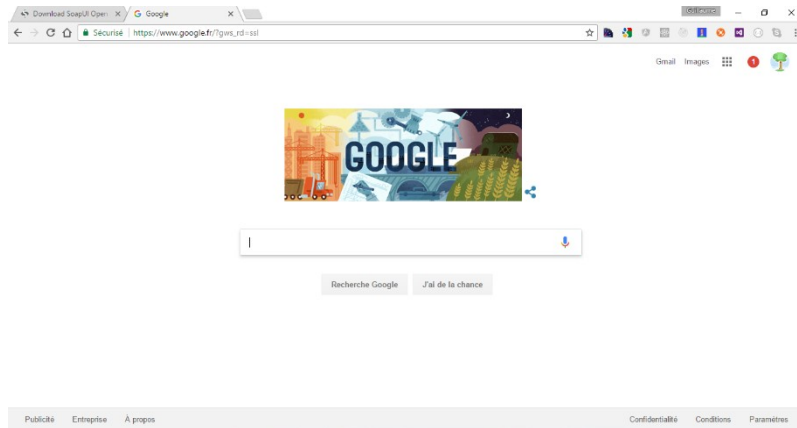 Download SoapUI Open
G Google
Guillaume
Sécurisé https://www.google.fr/?gws_rd=ssl
Gmail Images 1
GOOGLE
Recherche Google J'ai de la chance
Publicité Entreprise À propos Confidentialité Conditions Paramètres